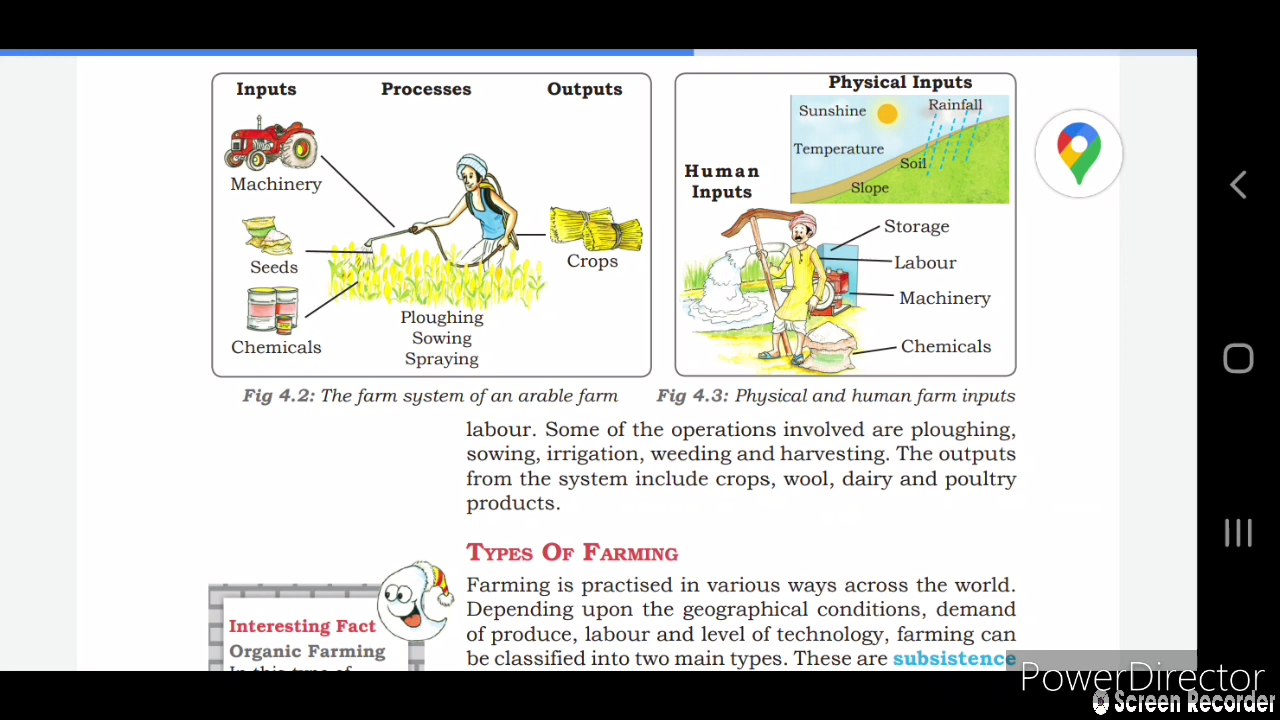 Inputs Processes Outputs
Machinery
Seeds
Chemicals
Crops
Ploughing
Sowing
Spraying
Fig 4.2: The farm system of an arable farm
Physical Inputs
Sunshine
Rainfall
Temperature
Soil
Slope
Human
Inputs
Storage
Labour
Machinery
Chemicals
Fig 4.3: Physical and human farm inputs
labour. Some of the operations involved are ploughing,
sowing, irrigation, weeding and harvesting. The outputs
from the system include crops, wool, dairy and poultry
products.
Types Of Farming
Farming is practised in various ways across the world.
Depending upon the geographical conditions, demand
of produce, labour and level of technology, farming can
be classified into two main types. These are subsistence
Interesting Fact
Organic Farming
In this type of
PowerDirector
Screen Recorder